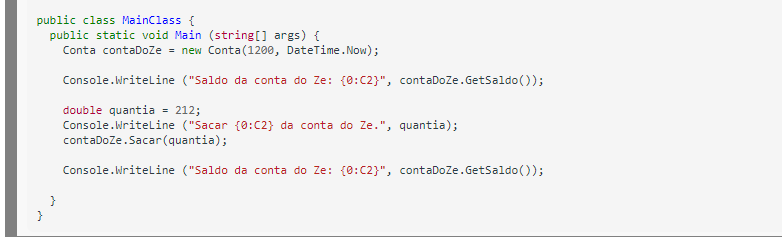 public class MainClass {
public static void Main (string[] args) {
Conta contaDoZe = new Conta(1200, DateTime.Now);
Console.WriteLine ("Saldo da conta do Ze: {0:C2}", contaDoZe.GetSaldo());
double quantia = 212;
Console.WriteLine ("Sacar {0:C2} da conta do Ze.", quantia);
contaDoZe.Sacar(quantia);
Console.WriteLine ("Saldo da conta do Ze: {0:C2}", contaDoZe.GetSaldo());
}
}